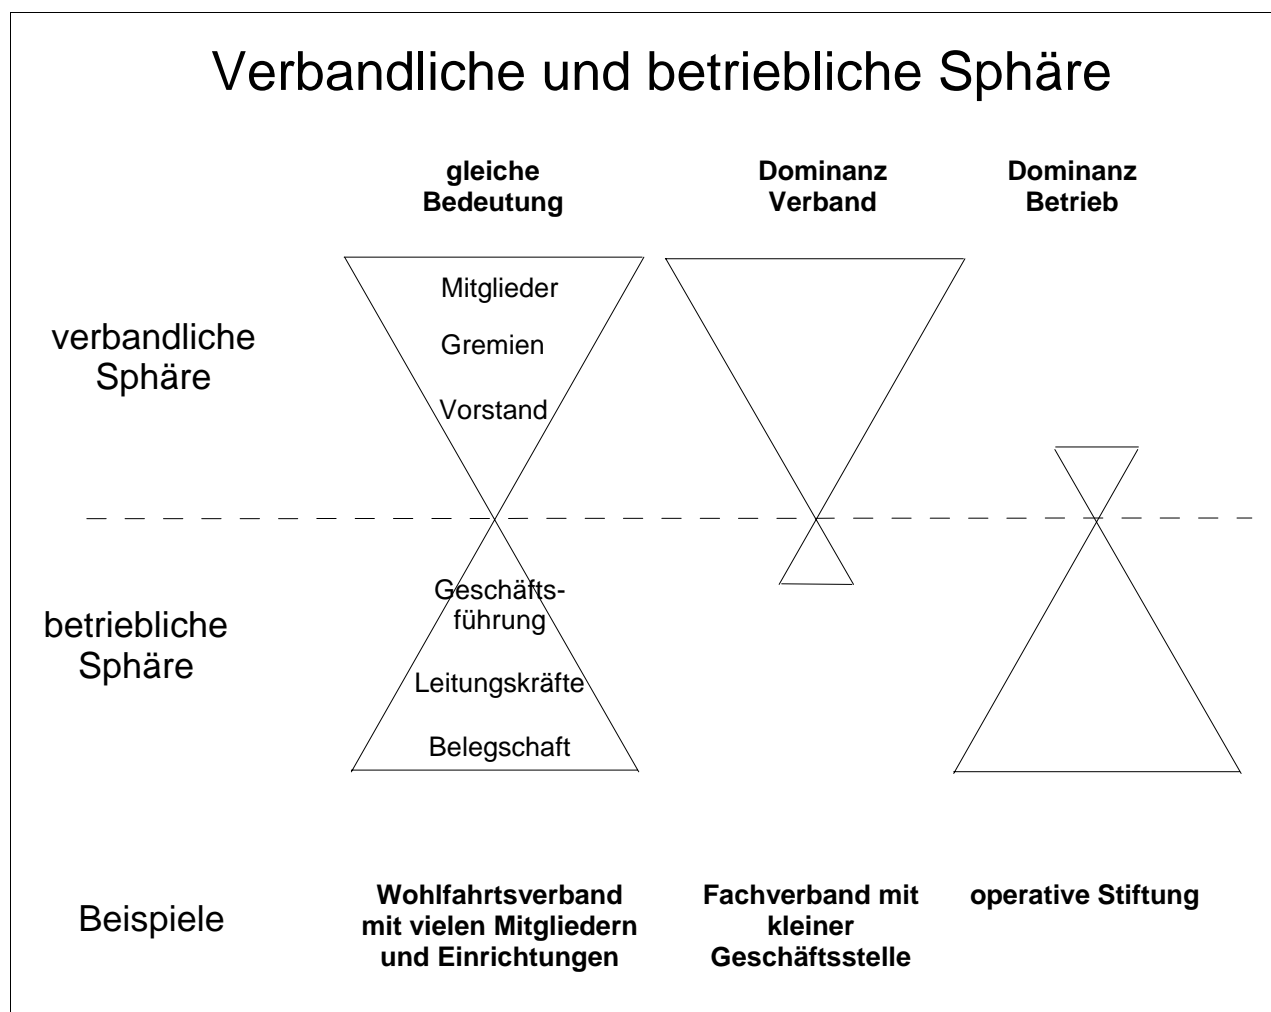 Verbandliche und betriebliche Sphäre
gleiche
Bedeutung
Dominanz
Verband
Dominanz
Betrieb
verbandliche
Sphäre
Mitglieder
Gremien
Vorstand
betriebliche
Sphäre
Geschäfts-
führung
Leitungskräfte
Belegschaft
Beispiele
Wohlfahrtsverband
mit vielen Mitgliedern
und Einrichtungen
Fachverband mit
kleiner
Geschäftsstelle
operative Stiftung